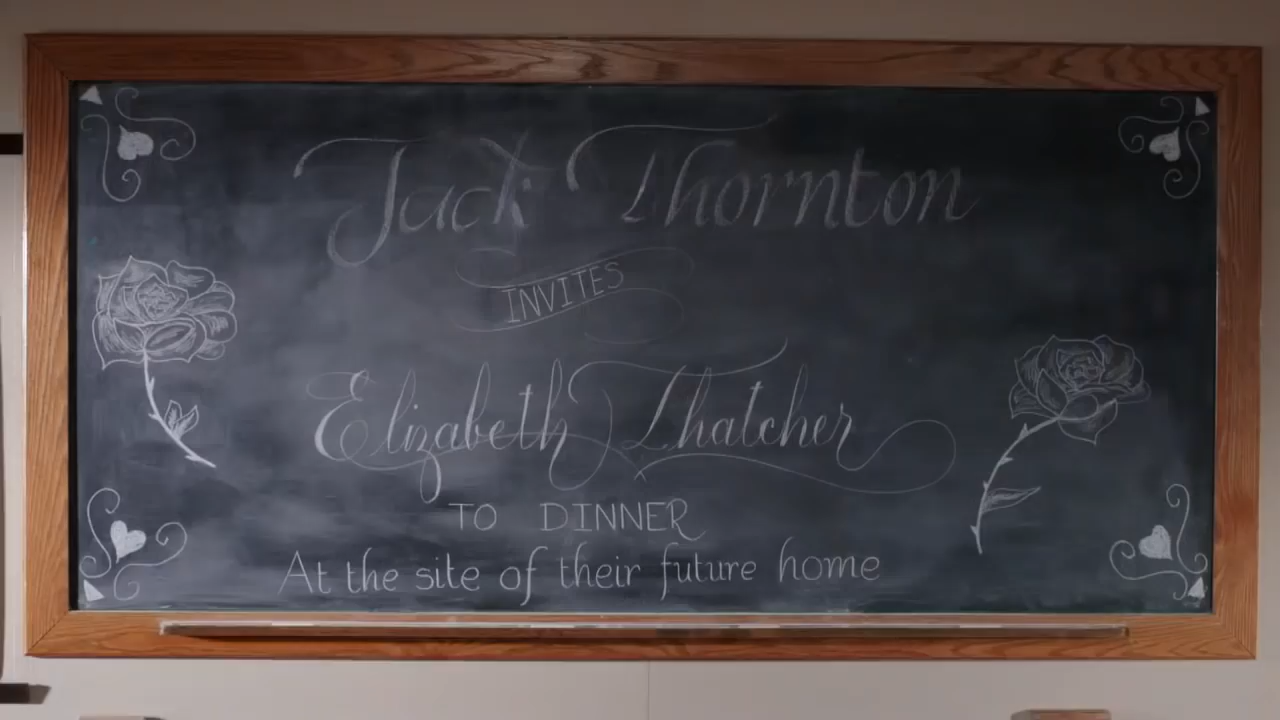 Jack Thornton
INVITES
Elizabeth Thatcher
TO DINNER
At the site of their future home